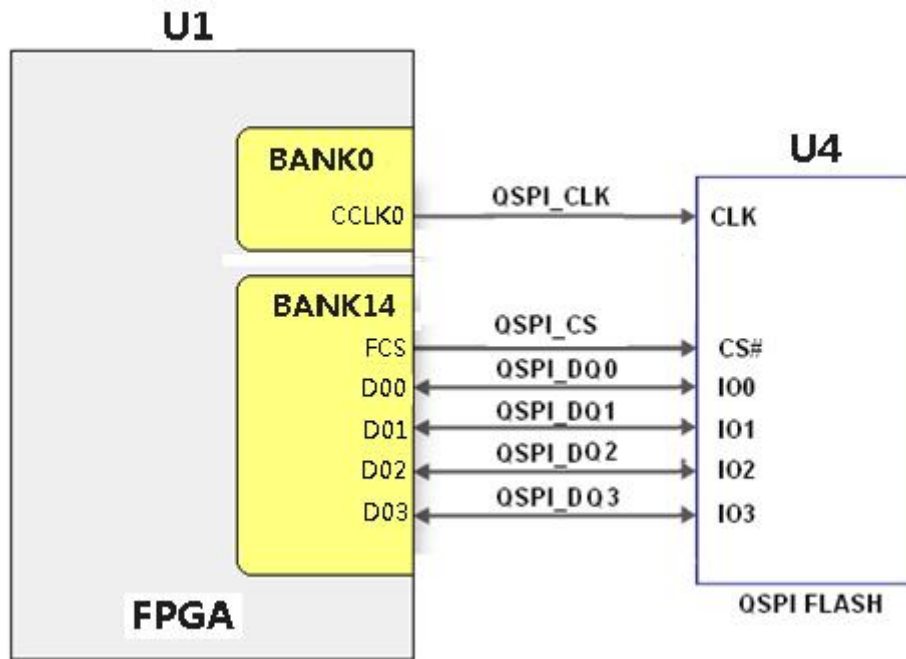 U1
U4
BANK0
CCLK0
QSPI_CLK
CLK
BANK14
FCS
QSPI_CS
CS#
D00
QSPI_DQ0
IO0
D01
QSPI_DQ1
IO1
D02
QSPI_DQ2
IO2
D03
QSPI_DQ3
IO3
FPGA
QSPI FLASH